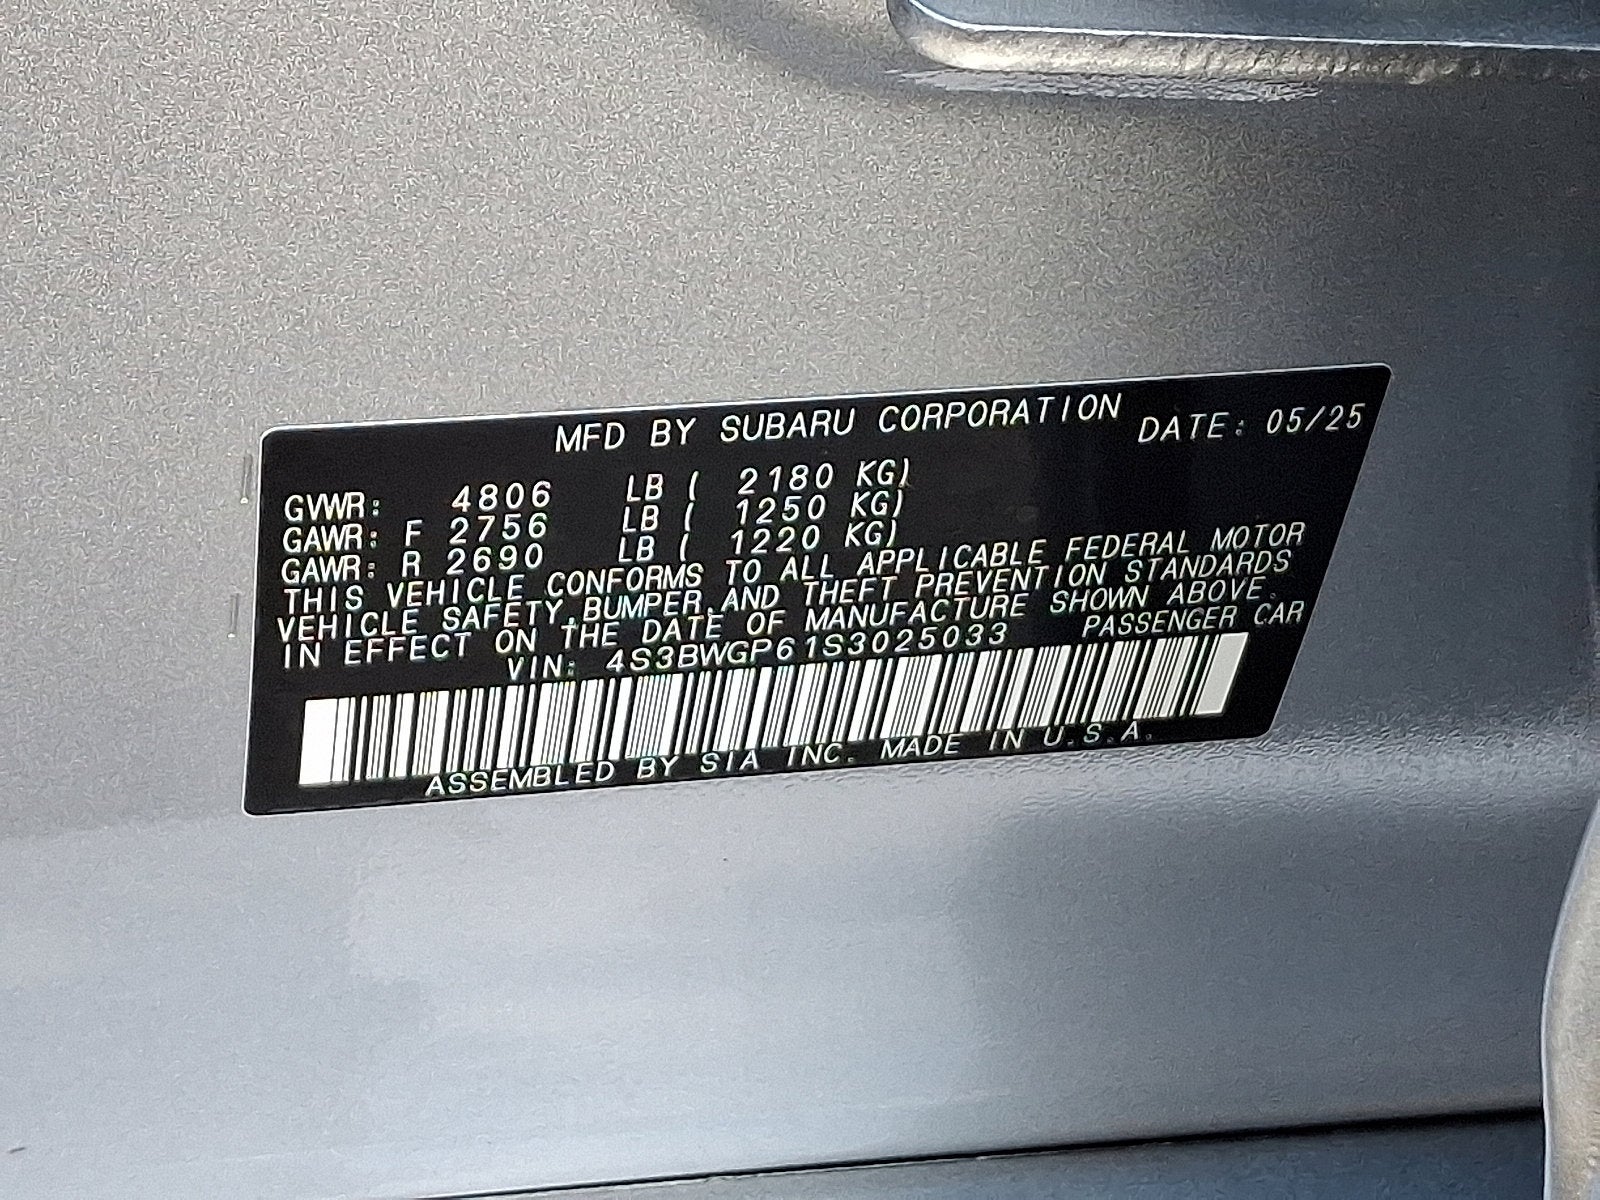 MFD BY SUBARU CORPORATION DATE: 05/25
GVWR: 4806 LB ( 2180 KG)
GAWR: F 2756 LB ( 1250 KG)
GAWR: R 2690 LB ( 1220 KG)
THIS VEHICLE CONFORMS TO ALL APPLICABLE FEDERAL MOTOR
VEHICLE SAFETY,BUMPER,AND THEFT PREVENTION STANDARDS
IN EFFECT ON THE DATE OF MANUFACTURE SHOWN ABOVE.
VIN: 4S3BWGP61S3025033 PASSENGER CAR
ASSEMBLED BY SIA INC. MADE IN U.S.A.